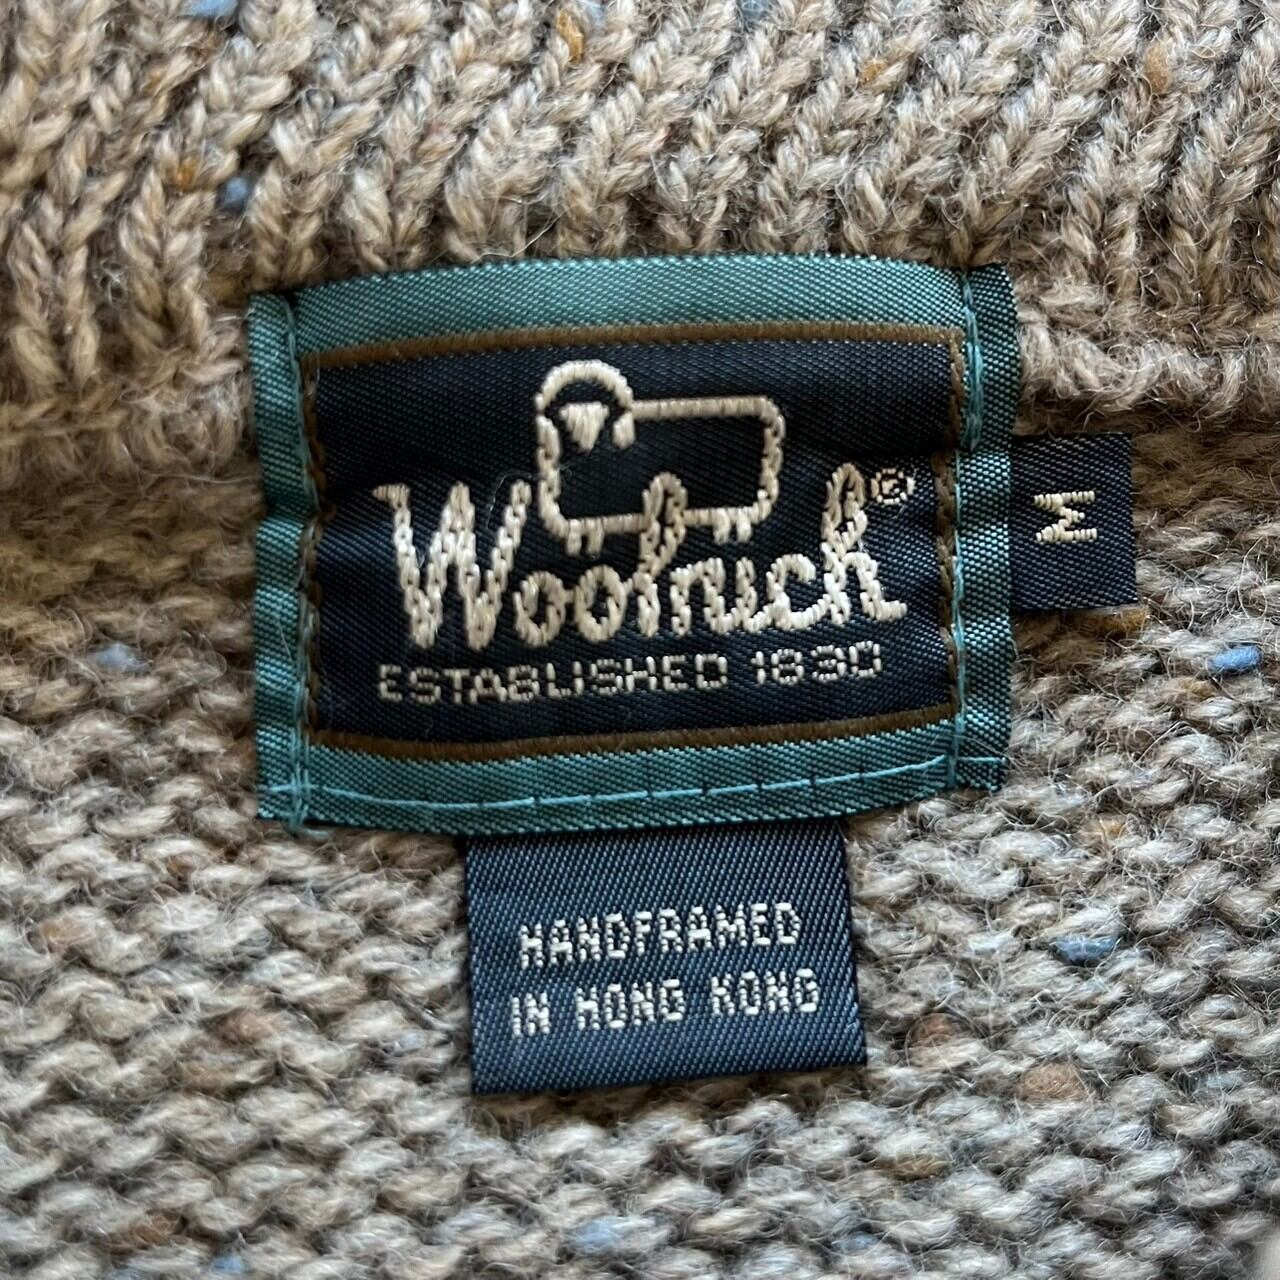 Woolrich®
ESTABLISHED 1830
M
HANDFRAMED
IN HONG KONG